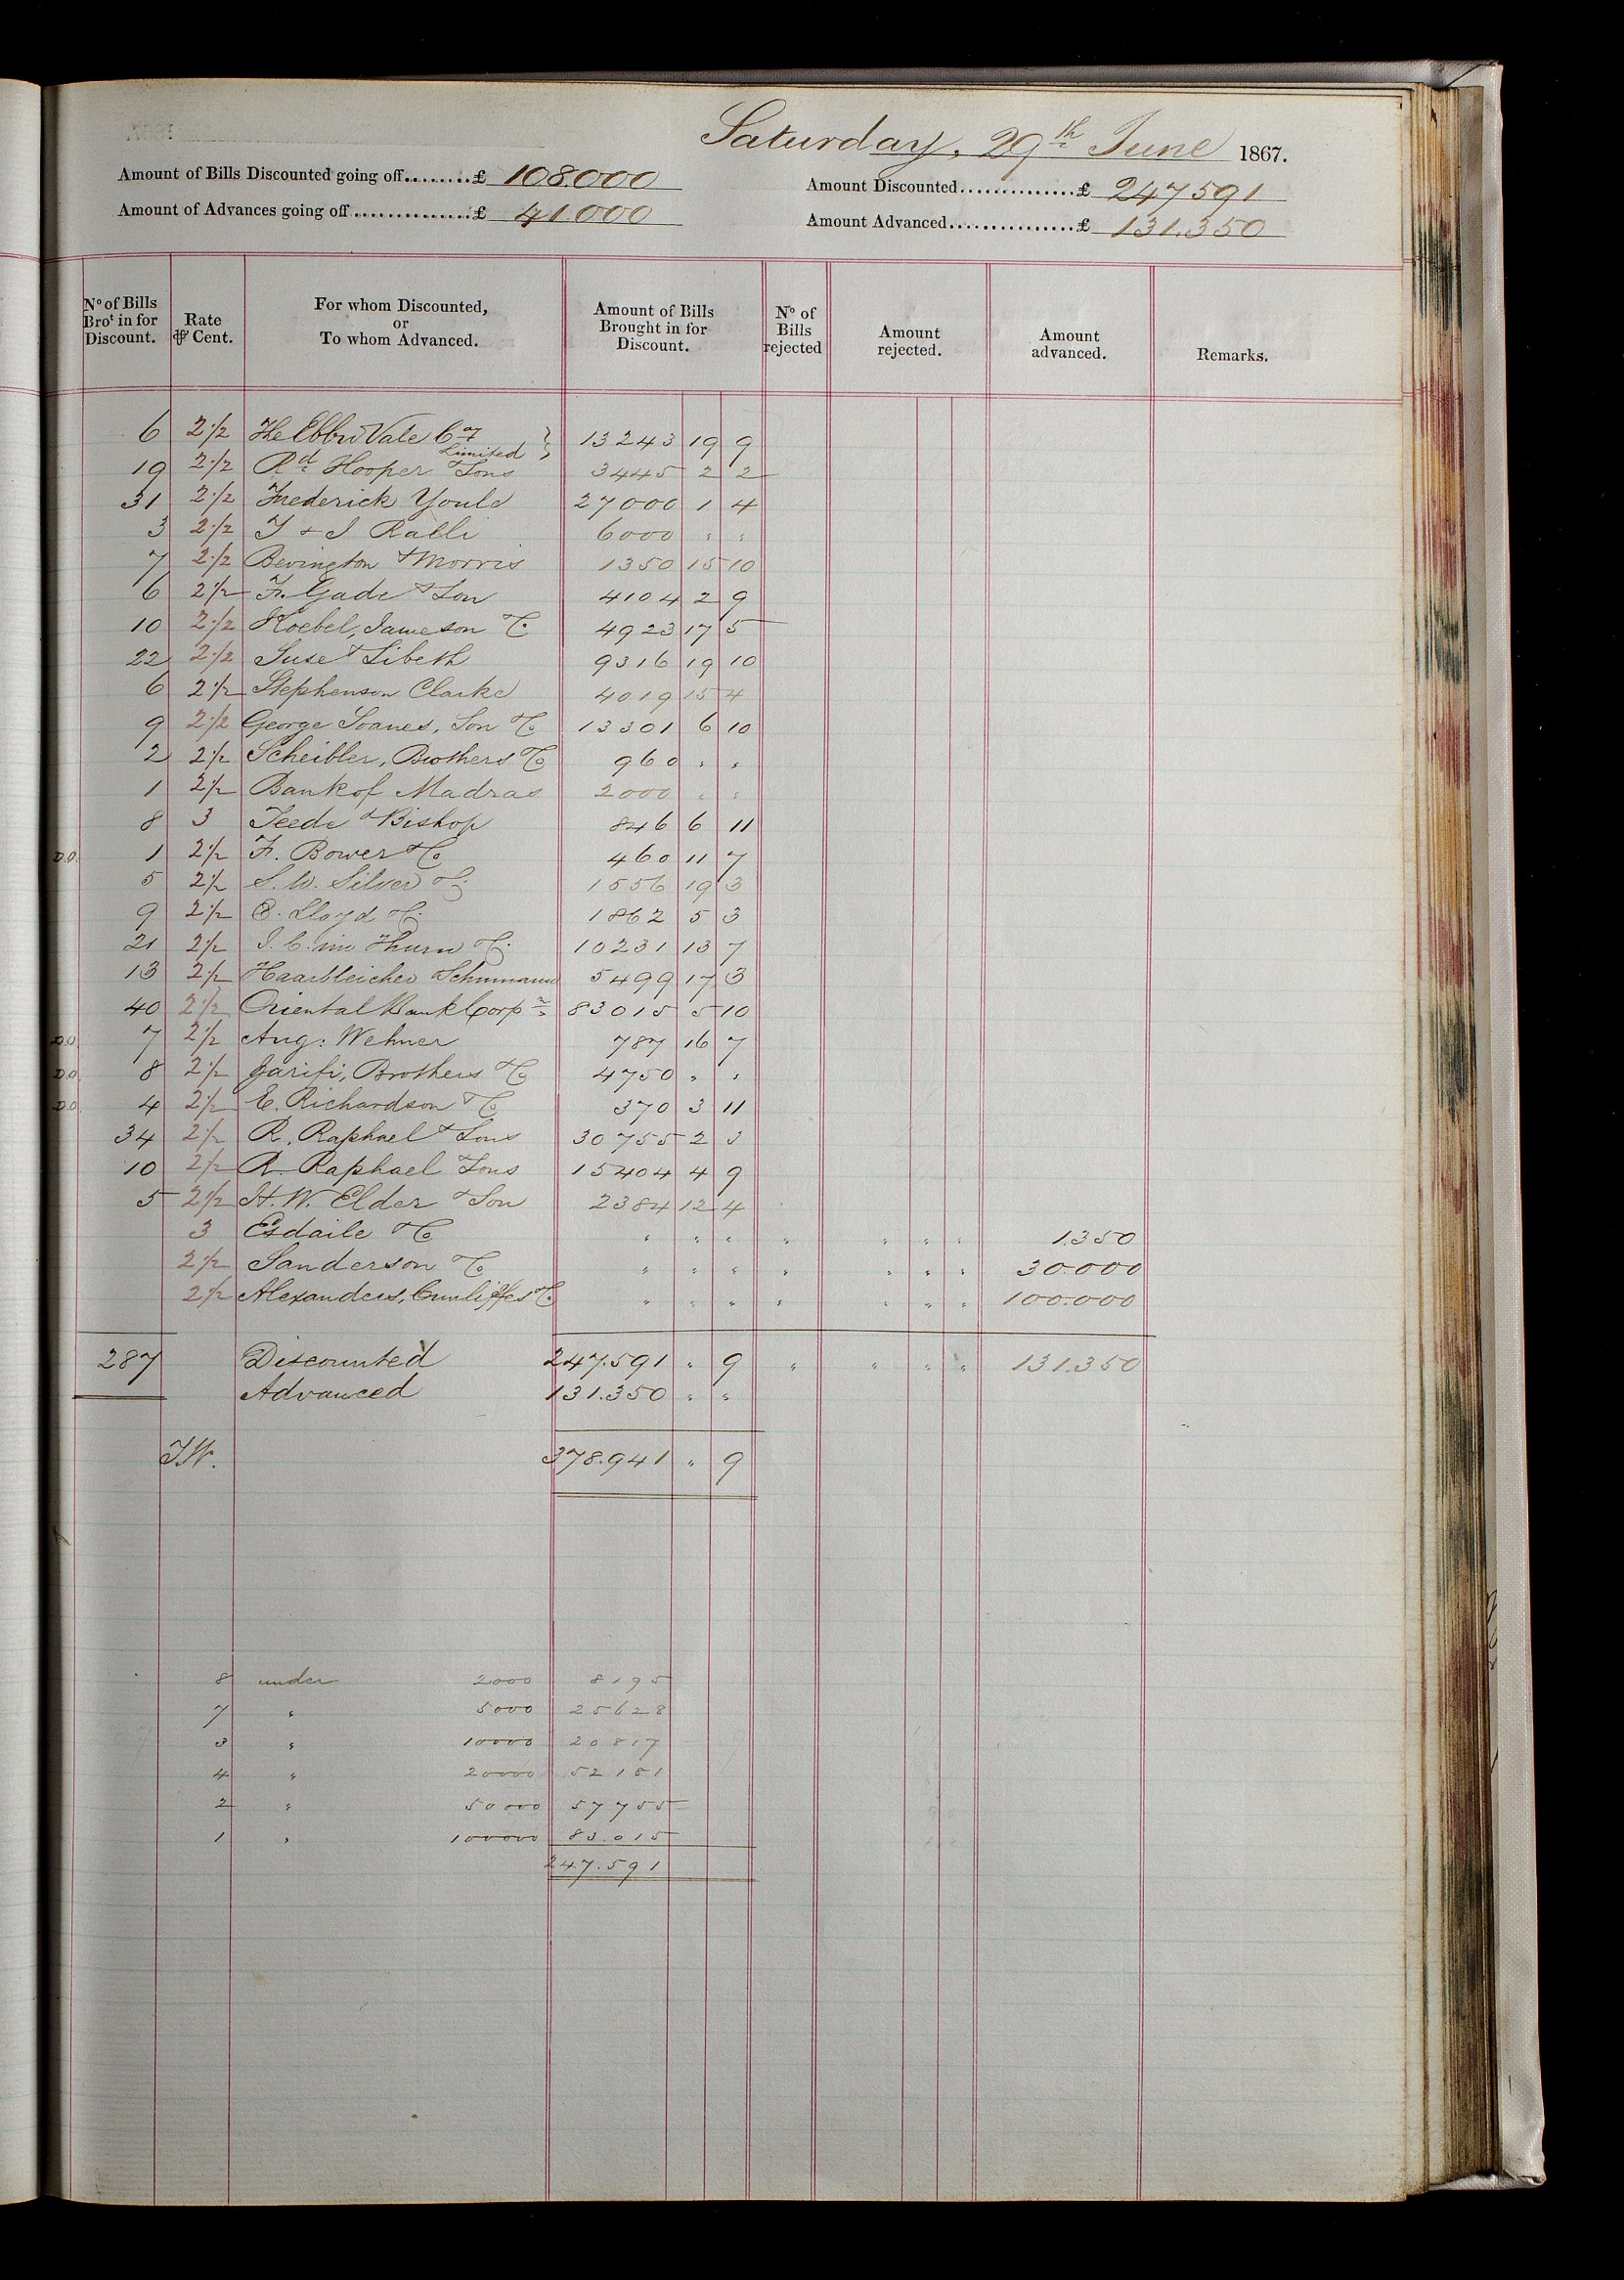 Saturday, 29th June 1867.
Amount of Bills Discounted going off........£ 108.000
Amount Discounted..............£ 247591
Amount of Advances going off...............£ 41.000
Amount Advanced................£ 131.350
No of Bills Brot in for Discount. Rate ⅌ Cent. For whom Discounted, or To whom Advanced. Amount of Bills Brought in for Discount. No of Bills rejected Amount rejected. Amount advanced. Remarks.
6 2½ The Ebbw Vale Coy Limited } 13243 19 9
19 2½ Rd Hooper & Sons 3445 2 2
31 2½ Frederick Yould 27000 1 4
3 2½ T & J Ralli 6000 " "
7 2½ Bevington & Morris 1350 15 10
6 2½ Fr. Gade & Son 4104 2 9
10 2½ Koebel, Jameson & Co 4923 17 5
22 2½ Suse & Sibeth 9316 19 10
6 2½ Stephenson Clarke 4019 15 4
9 2½ George Soanes, Son & Co 13301 6 10
2 2½ Scheibler, Brothers & Co 960 " "
1 2½ Bank of Madras 2000 " "
8 3 Teede & Bishop 846 6 11
D.O. 1 2½ F. Bower & Co 460 11 7
5 2½ S. W. Silver & Co 1556 19 3
9 2½ E. Lloyd & Co 1862 5 3
21 2½ J. C. im Thurn & Co 10231 13 7
13 2½ Haarbleicher & Schumann 5499 17 3
40 2½ Oriental Bank Corpn 83015 5 10
D.O. 7 2½ Aug: Wehner 787 16 7
D.O. 8 2½ Zarifi, Brothers & Co 4750 " "
D.O. 4 2½ E. Richardson & Co 370 3 11
34 2½ R. Raphael & Sons 30755 2 3
10 2½ R. Raphael & Sons 15404 4 9
5 2½ H. W. Elder & Son 2384 12 4
3 Esdaile & Co " " " " " " " 1.350
2½ Sanderson & Co " " " " " " " 30.000
2½ Alexanders, Cunliffes & Co " " " " " " " 100.000
287 Discounted 247.591 " 9 " " " " 131.350
Advanced 131.350 " "
J.W. 378.941 " 9
8 under 2000 8195
7 " 5000 25628
3 " 10000 20817
4 " 20000 52181
2 " 50000 57755
1 " 100000 83.015
247.591